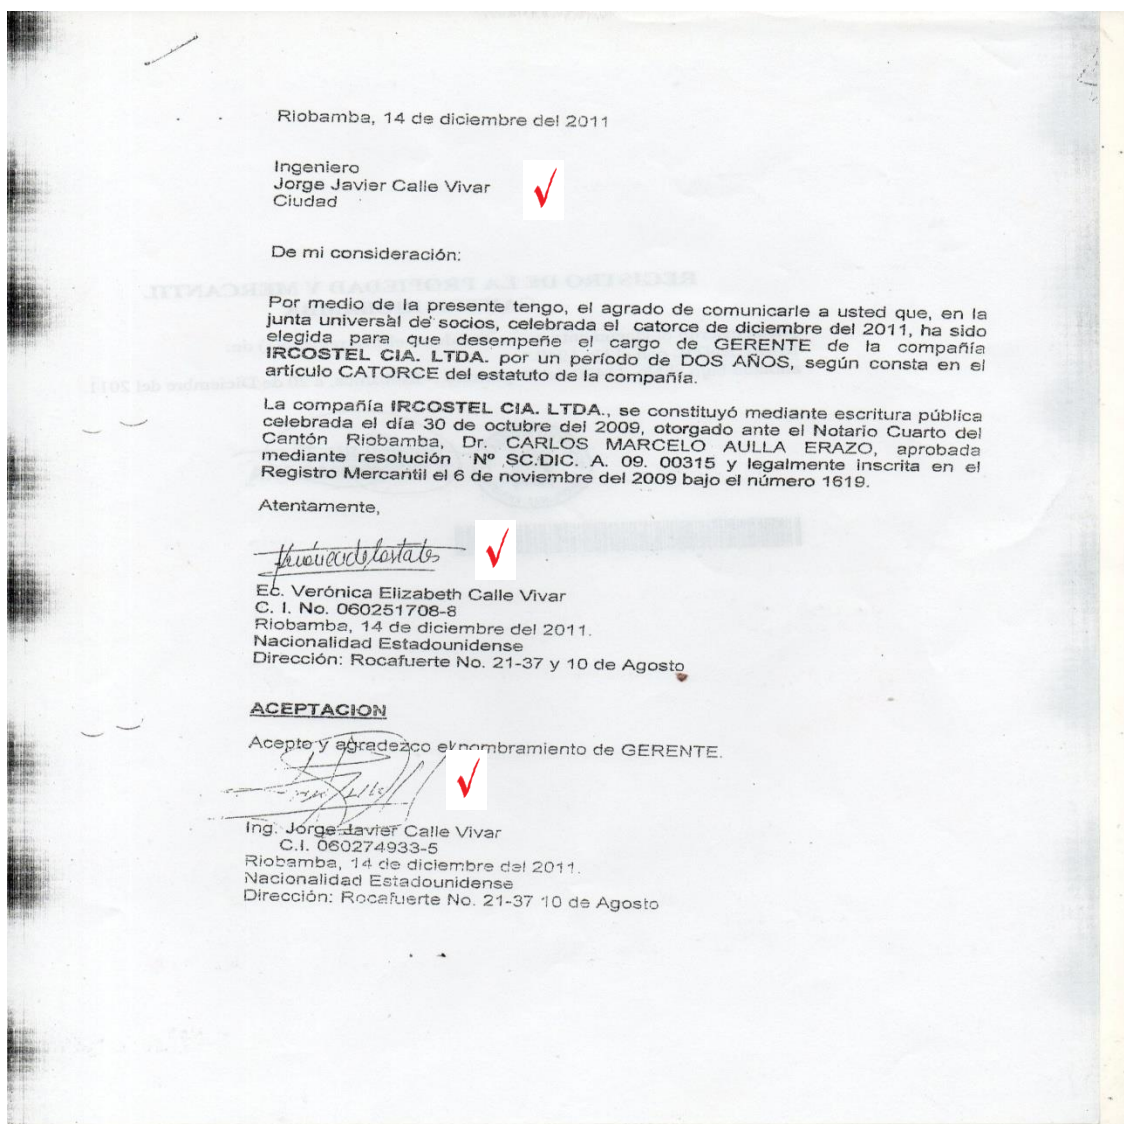 Riobamba, 14 de diciembre del 2011
Ingeniero
Jorge Javier Calle Vivar
Ciudad
De mi consideración:
REGISTRO DE LA PROPIEDAD Y MERCANTIL
Por medio de la presente tengo, el agrado de comunicarle a usted que, en la
junta universal de socios, celebrada el catorce de diciembre del 2011, ha sido
elegida para que desempeñe el cargo de GERENTE de la compañía
IRCOSTEL CIA. LTDA. por un período de DOS AÑOS, según consta en el
artículo CATORCE del estatuto de la compañía.
de Diciembre del 2011
La compañía IRCOSTEL CIA. LTDA., se constituyó mediante escritura pública
celebrada el día 30 de octubre del 2009, otorgado ante el Notario Cuarto del
Cantón Riobamba, Dr. CARLOS MARCELO AULLA ERAZO, aprobada
mediante resolución Nº SC.DIC. A. 09. 00315 y legalmente inscrita en el
Registro Mercantil el 6 de noviembre del 2009 bajo el número 1619.
Atentamente,
Ec. Verónica Elizabeth Calle Vivar
C. I. No. 060251708-8
Riobamba, 14 de diciembre del 2011.
Nacionalidad Estadounidense
Dirección: Rocafuerte No. 21-37 y 10 de Agosto
ACEPTACION
Acepto y agradezco el nombramiento de GERENTE.
Ing. Jorge Javier Calle Vivar
C.I. 060274933-5
Riobamba, 14 de diciembre del 2011.
Nacionalidad Estadounidense
Dirección: Rocafuerte No. 21-37 10 de Agosto